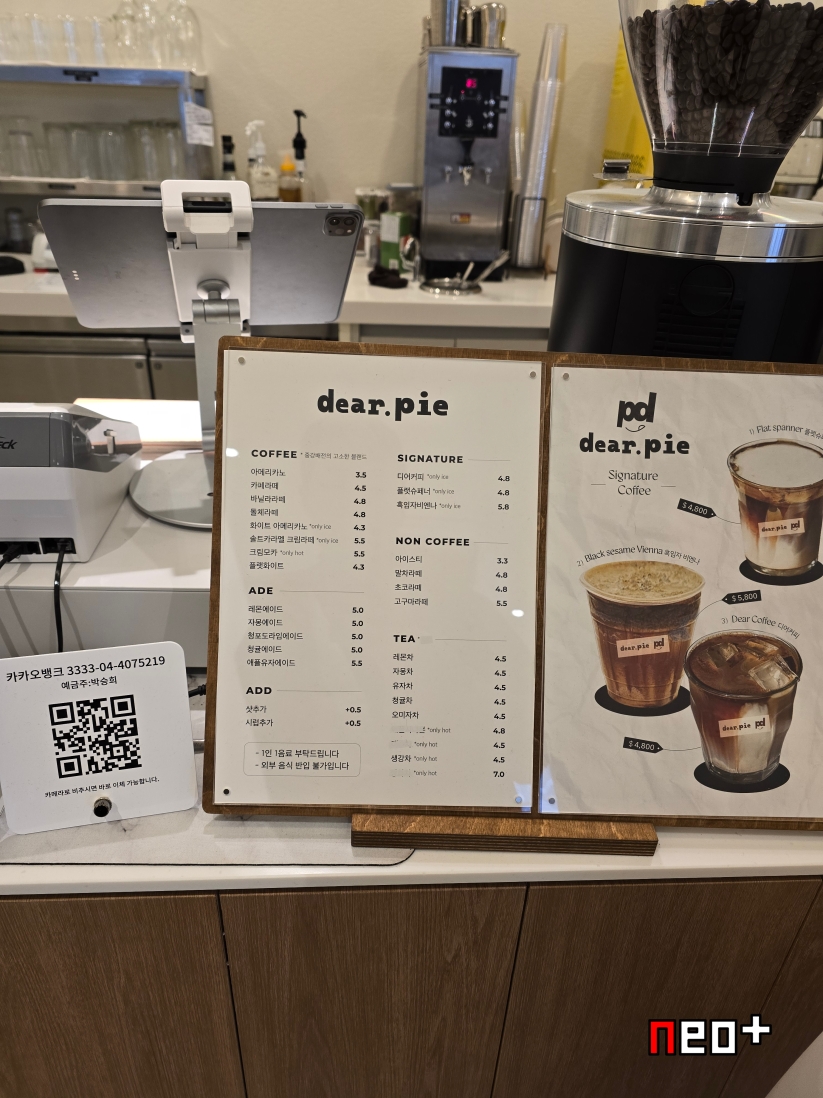 dear.pie
COFFEE *중강배전의 고소한 블렌드
아메리카노 3.5
카페라떼 4.5
바닐라라떼 4.8
돌체라떼 4.8
화이트 아메리카노 *only ice 4.3
솔트카라멜 크림라떼 *only ice 5.5
크림모카 *only hot 5.5
플랫화이트 4.3
ADE
레몬에이드 5.0
자몽에이드 5.0
청포도라임에이드 5.0
청귤에이드 5.0
애플유자에이드 5.5
ADD
샷추가 +0.5
시럽추가 +0.5
- 1인 1음료 부탁드립니다
- 외부 음식 반입 불가입니다
SIGNATURE
디어커피 *only ice 4.8
플랫슈페너 *only ice 4.8
흑임자비엔나 *only ice 5.8
NON COFFEE
아이스티 3.3
말차라떼 4.8
초코라떼 4.8
고구마라떼 5.5
TEA
레몬차 4.5
자몽차 4.5
유자차 4.5
청귤차 4.5
오미자차 4.5
*only hot 4.8
*only hot 4.5
생강차 *only hot 4.5
*only hot 7.0
pd
dear.pie
Signature
Coffee
1) Flat spanner
$ 4,800
dear.pie pd
2) Black sesame Vienna 흑임자 비엔나
$ 5,800
dear.pie pd
3) Dear Coffee 디어커피
$ 4,800
dear.pie pd
카카오뱅크 3333-04-4075219
예금주:박승희
카메라로 비추시면 바로 이체 가능합니다.
neo+